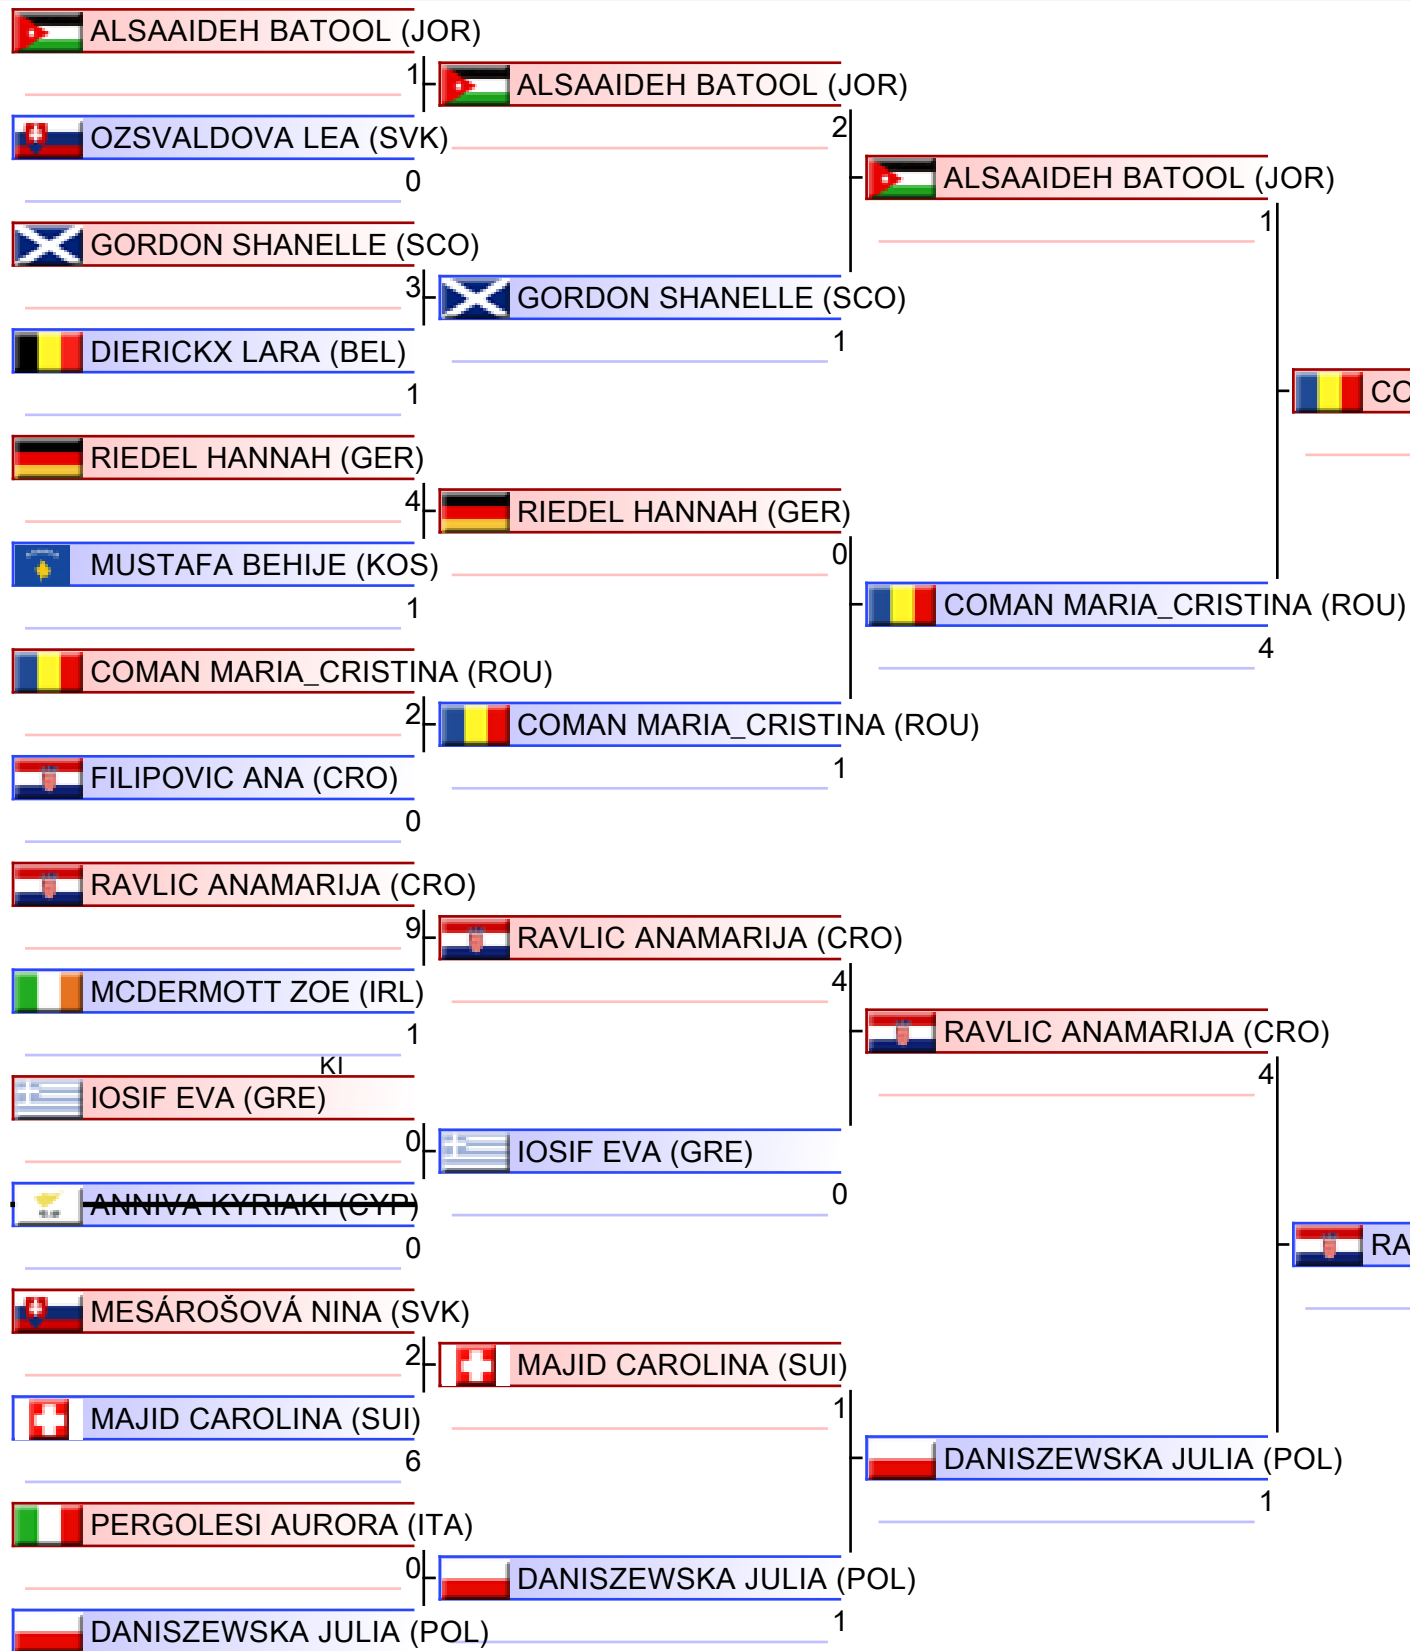 ALSAAIDEH BATOOL (JOR)
1
OZSVALDOVA LEA (SVK)
0
GORDON SHANELLE (SCO)
3
DIERICKX LARA (BEL)
1
RIEDEL HANNAH (GER)
4
MUSTAFA BEHIJE (KOS)
1
COMAN MARIA_CRISTINA (ROU)
2
FILIPOVIC ANA (CRO)
0
RAVLIC ANAMARIJA (CRO)
9
MCDERMOTT ZOE (IRL)
1
KI
IOSIF EVA (GRE)
0
ANNIVA KYRIAKI (CYP)
0
MESÁROŠOVÁ NINA (SVK)
2
MAJID CAROLINA (SUI)
6
PERGOLESI AURORA (ITA)
0
DANISZEWSKA JULIA (POL)
ALSAAIDEH BATOOL (JOR)
2
GORDON SHANELLE (SCO)
1
RIEDEL HANNAH (GER)
0
COMAN MARIA_CRISTINA (ROU)
1
RAVLIC ANAMARIJA (CRO)
4
IOSIF EVA (GRE)
0
MAJID CAROLINA (SUI)
1
DANISZEWSKA JULIA (POL)
1
ALSAAIDEH BATOOL (JOR)
1
COMAN MARIA_CRISTINA (ROU)
4
RAVLIC ANAMARIJA (CRO)
4
DANISZEWSKA JULIA (POL)
1
CO
RA